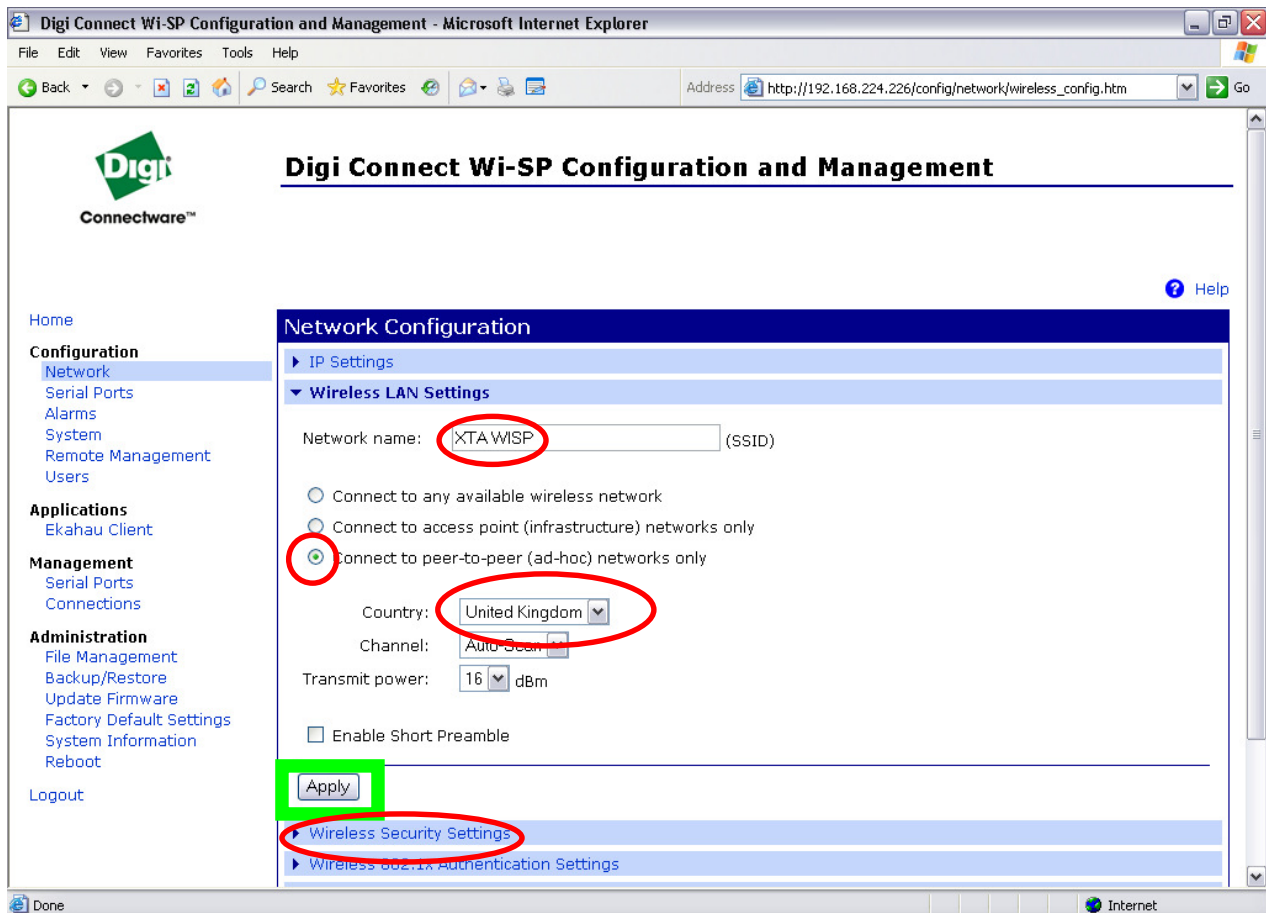 Digi Connect Wi-SP Configuration and Management - Microsoft Internet Explorer
File Edit View Favorites Tools Help
Back Search Favorites Address http://192.168.224.226/config/network/wireless_config.htm Go
Digi
Connectware™
Digi Connect Wi-SP Configuration and Management
? Help
Home
Configuration
Network
Serial Ports
Alarms
System
Remote Management
Users
Applications
Ekahau Client
Management
Serial Ports
Connections
Administration
File Management
Backup/Restore
Update Firmware
Factory Default Settings
System Information
Reboot
Logout
Network Configuration
IP Settings
Wireless LAN Settings
Network name: XTA WISP (SSID)
Connect to any available wireless network
Connect to access point (infrastructure) networks only
Connect to peer-to-peer (ad-hoc) networks only
Country: United Kingdom
Channel: Auto-Scan
Transmit power: 16 dBm
Enable Short Preamble
Apply
Wireless Security Settings
Wireless 802.1x Authentication Settings
Done Internet